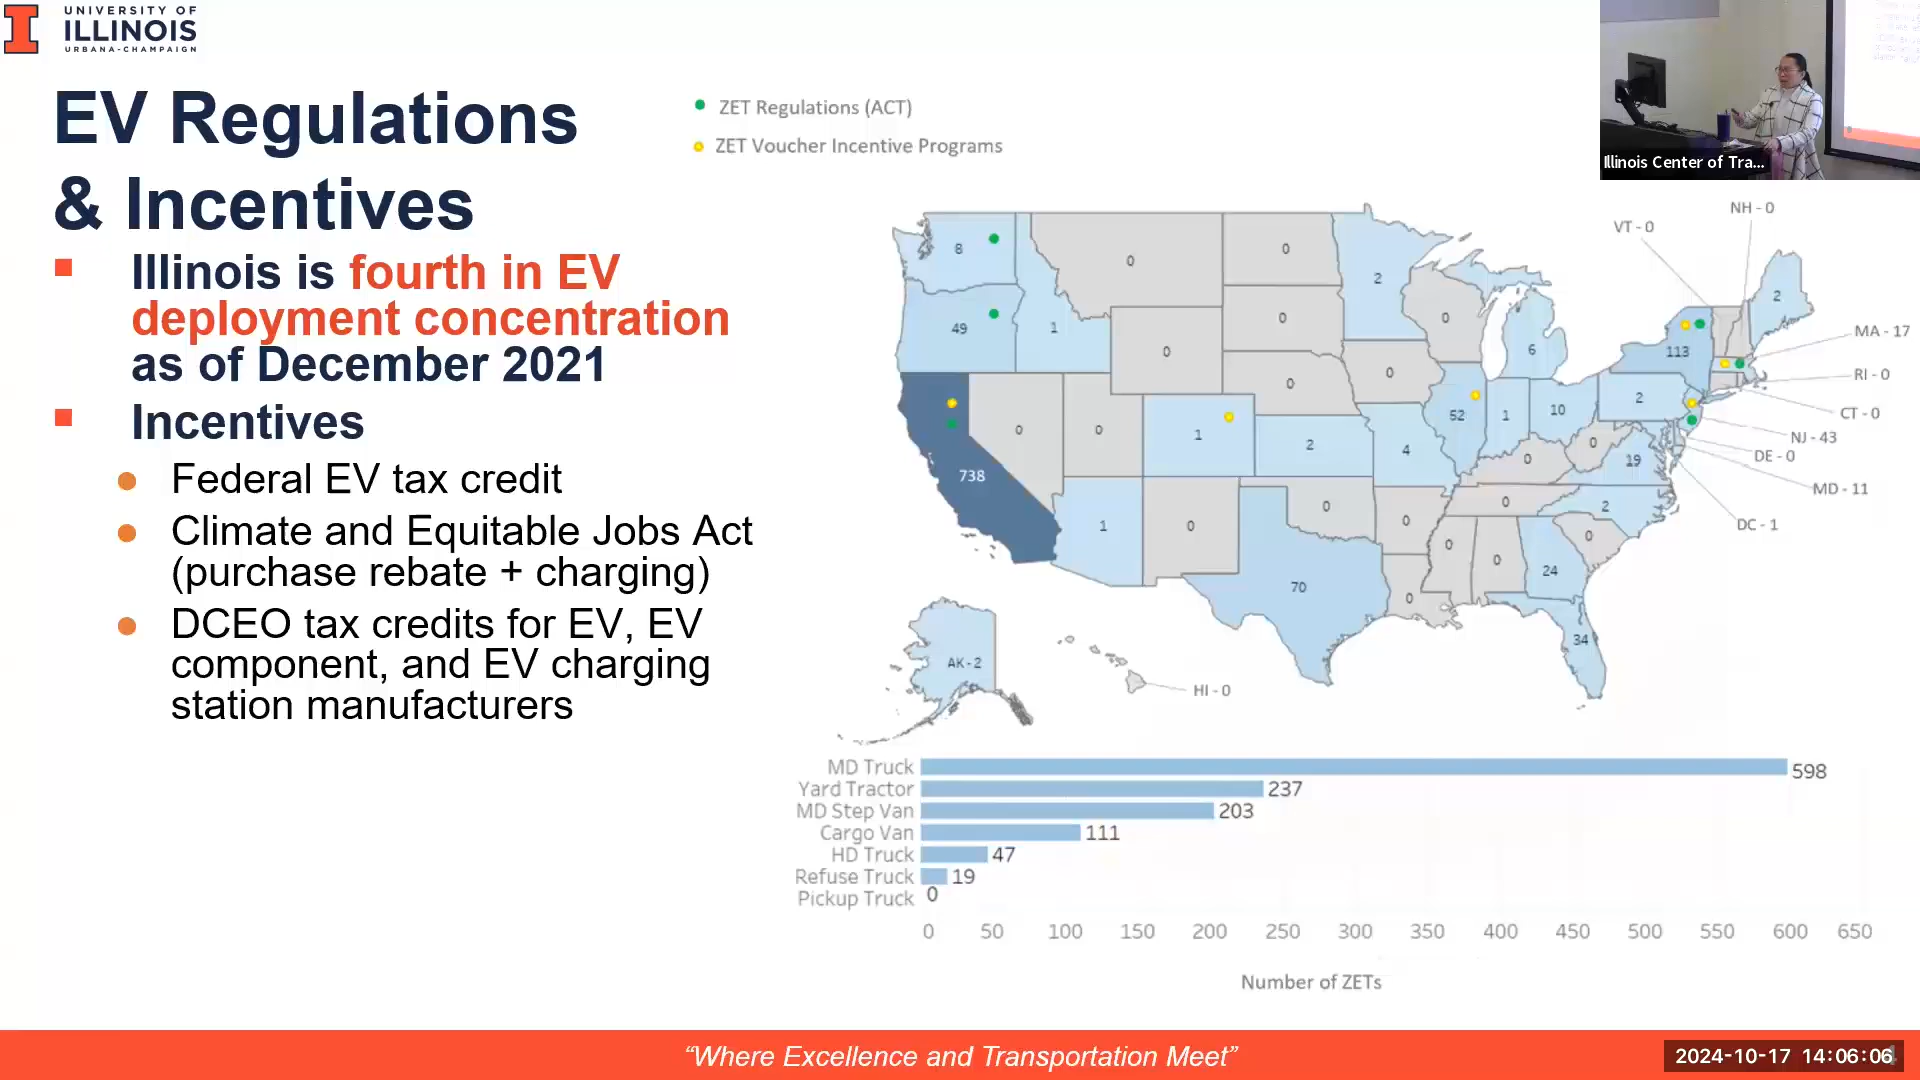 UNIVERSITY OF
ILLINOIS
URBANA-CHAMPAIGN
EV Regulations
& Incentives
Illinois is fourth in EV
deployment concentration
as of December 2021
Incentives
Federal EV tax credit
Climate and Equitable Jobs Act
(purchase rebate + charging)
DCEO tax credits for EV, EV
component, and EV charging
station manufacturers
ZET Regulations (ACT)
ZET Voucher Incentive Programs
Illinois Center of Tra...
NH - 0
VT - 0
8
0
0
2
2
49
1
0
0
6
113
MA - 17
0
0
0
RI - 0
738
0
0
1
2
4
52
1
10
2
CT - 0
NJ - 43
0
0
19
DE - 0
MD - 11
1
0
0
0
0
2
DC - 1
70
0
0
0
24
0
34
AK - 2
HI - 0
MD Truck 598
Yard Tractor 237
MD Step Van 203
Cargo Van 111
HD Truck 47
Refuse Truck 19
Pickup Truck 0
0 50 100 150 200 250 300 350 400 450 500 550 600 650
Number of ZETs
“Where Excellence and Transportation Meet”
2024-10-17 14:06:06